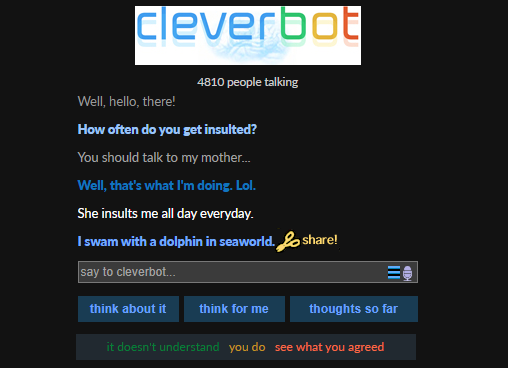 cleverbot
4810 people talking
Well, hello, there!
How often do you get insulted?
You should talk to my mother...
Well, that's what I'm doing. Lol.
She insults me all day everyday.
I swam with a dolphin in seaworld. share!
say to cleverbot...
think about it think for me thoughts so far
it doesn't understand you do see what you agreed